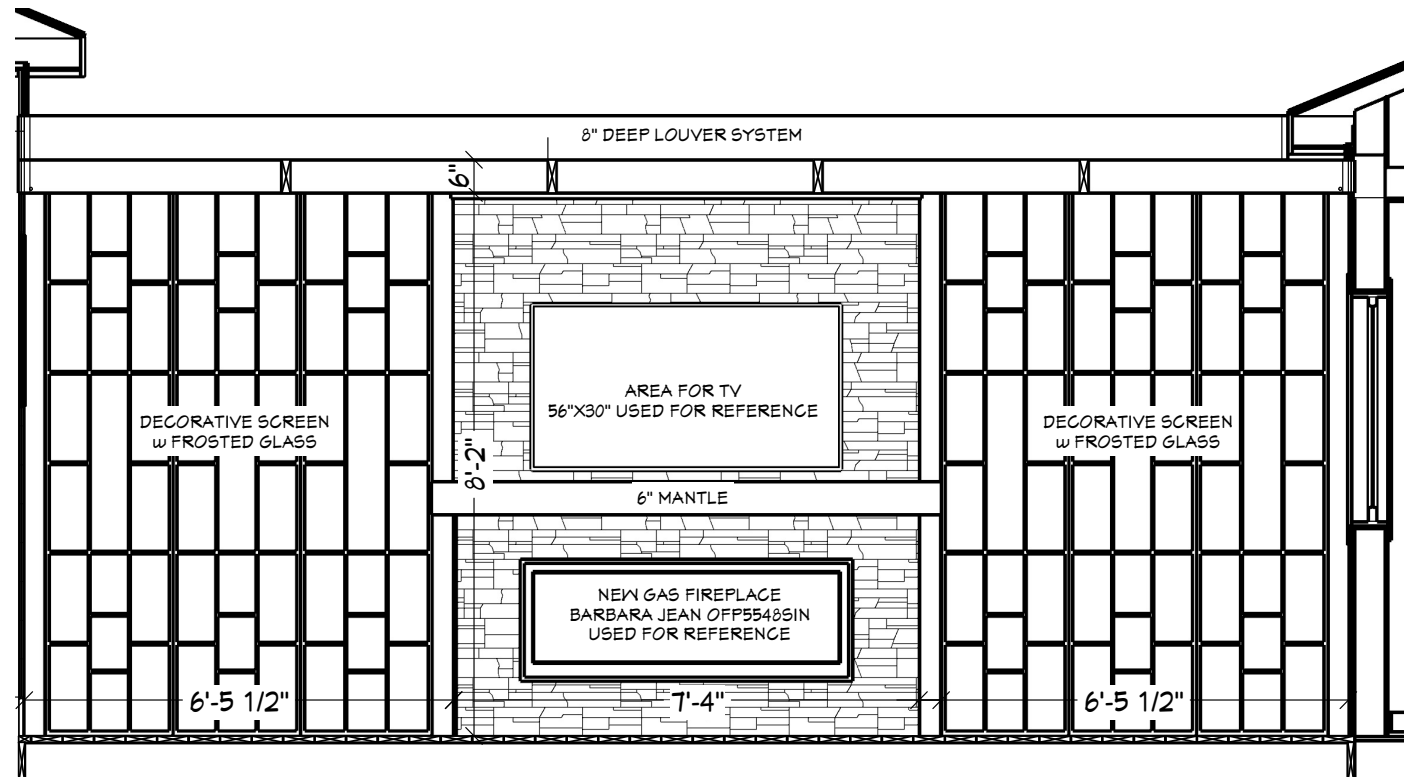 8" DEEP LOUVER SYSTEM
6"
AREA FOR TV
56"X30" USED FOR REFERENCE
DECORATIVE SCREEN
w FROSTED GLASS
DECORATIVE SCREEN
w FROSTED GLASS
8'-2"
6" MANTLE
NEW GAS FIREPLACE
BARBARA JEAN OFP5548SIN
USED FOR REFERENCE
6'-5 1/2"
7'-4"
6'-5 1/2"